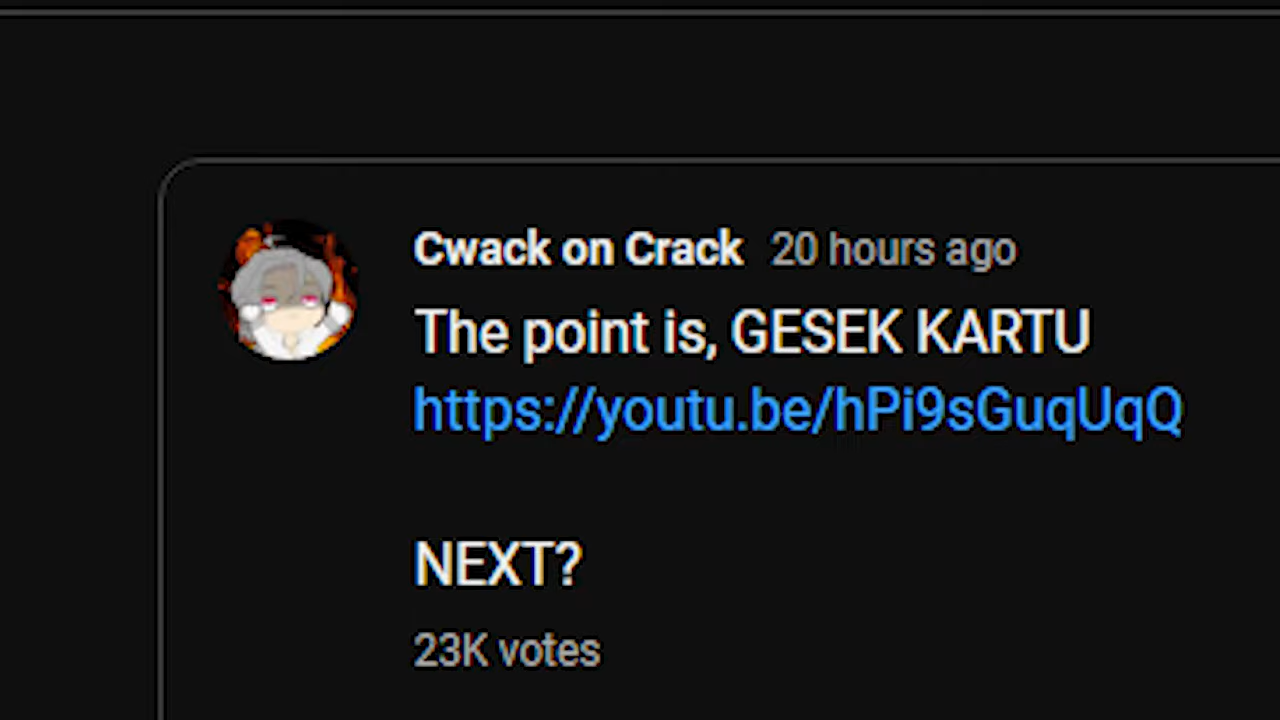 Cwack on Crack 20 hours ago
The point is, GESEK KARTU
https://youtu.be/hPi9sGuqUqQ
NEXT?
23K votes